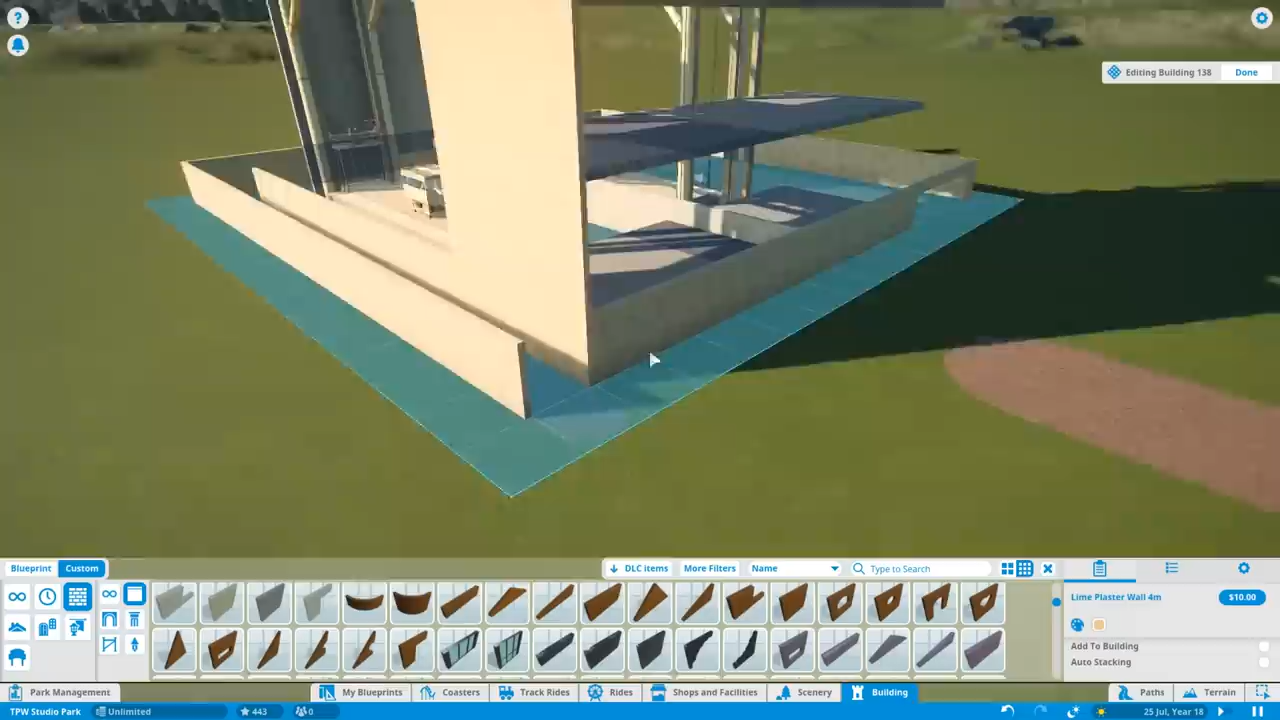 ?
Editing Building 138
Done
Blueprint
Custom
DLC items
More Filters
Name
Type to Search
Lime Plaster Wall 4m
$10.00
Add To Building
Auto Stacking
Park Management
My Blueprints
Coasters
Track Rides
Rides
Shops and Facilities
Scenery
Building
Paths
Terrain
TPW Studio Park
Unlimited
443
0
25 Jul, Year 18